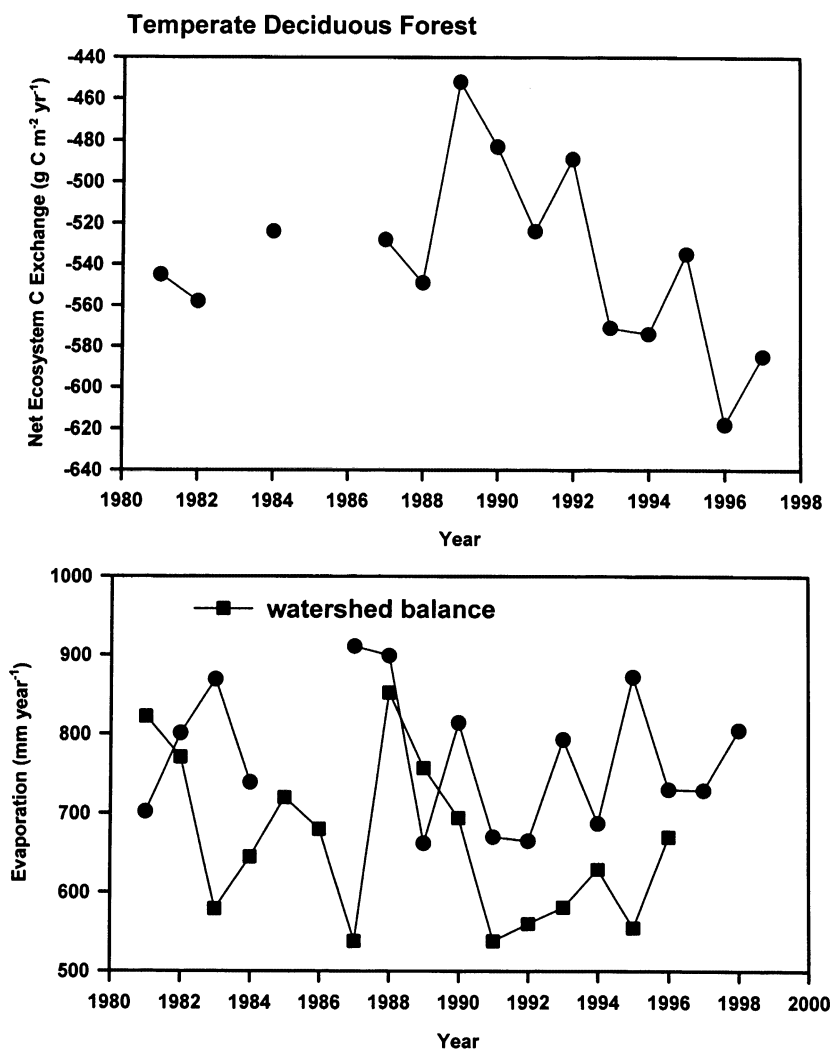 Temperate Deciduous Forest
Net Ecosystem C Exchange (g C m-2 yr-1)
-440
-460
-480
-500
-520
-540
-560
-580
-600
-620
-640
1980 1982 1984 1986 1988 1990 1992 1994 1996 1998
Year
Evaporation (mm year-1)
1000
watershed balance
900
800
700
600
500
1980 1982 1984 1986 1988 1990 1992 1994 1996 1998 2000
Year